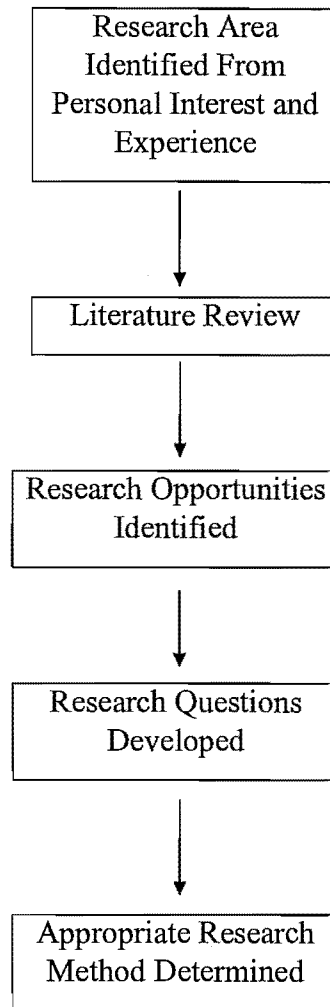 Research Area
Identified From
Personal Interest and
Experience
Literature Review
Research Opportunities
Identified
Research Questions
Developed
Appropriate Research
Method Determined